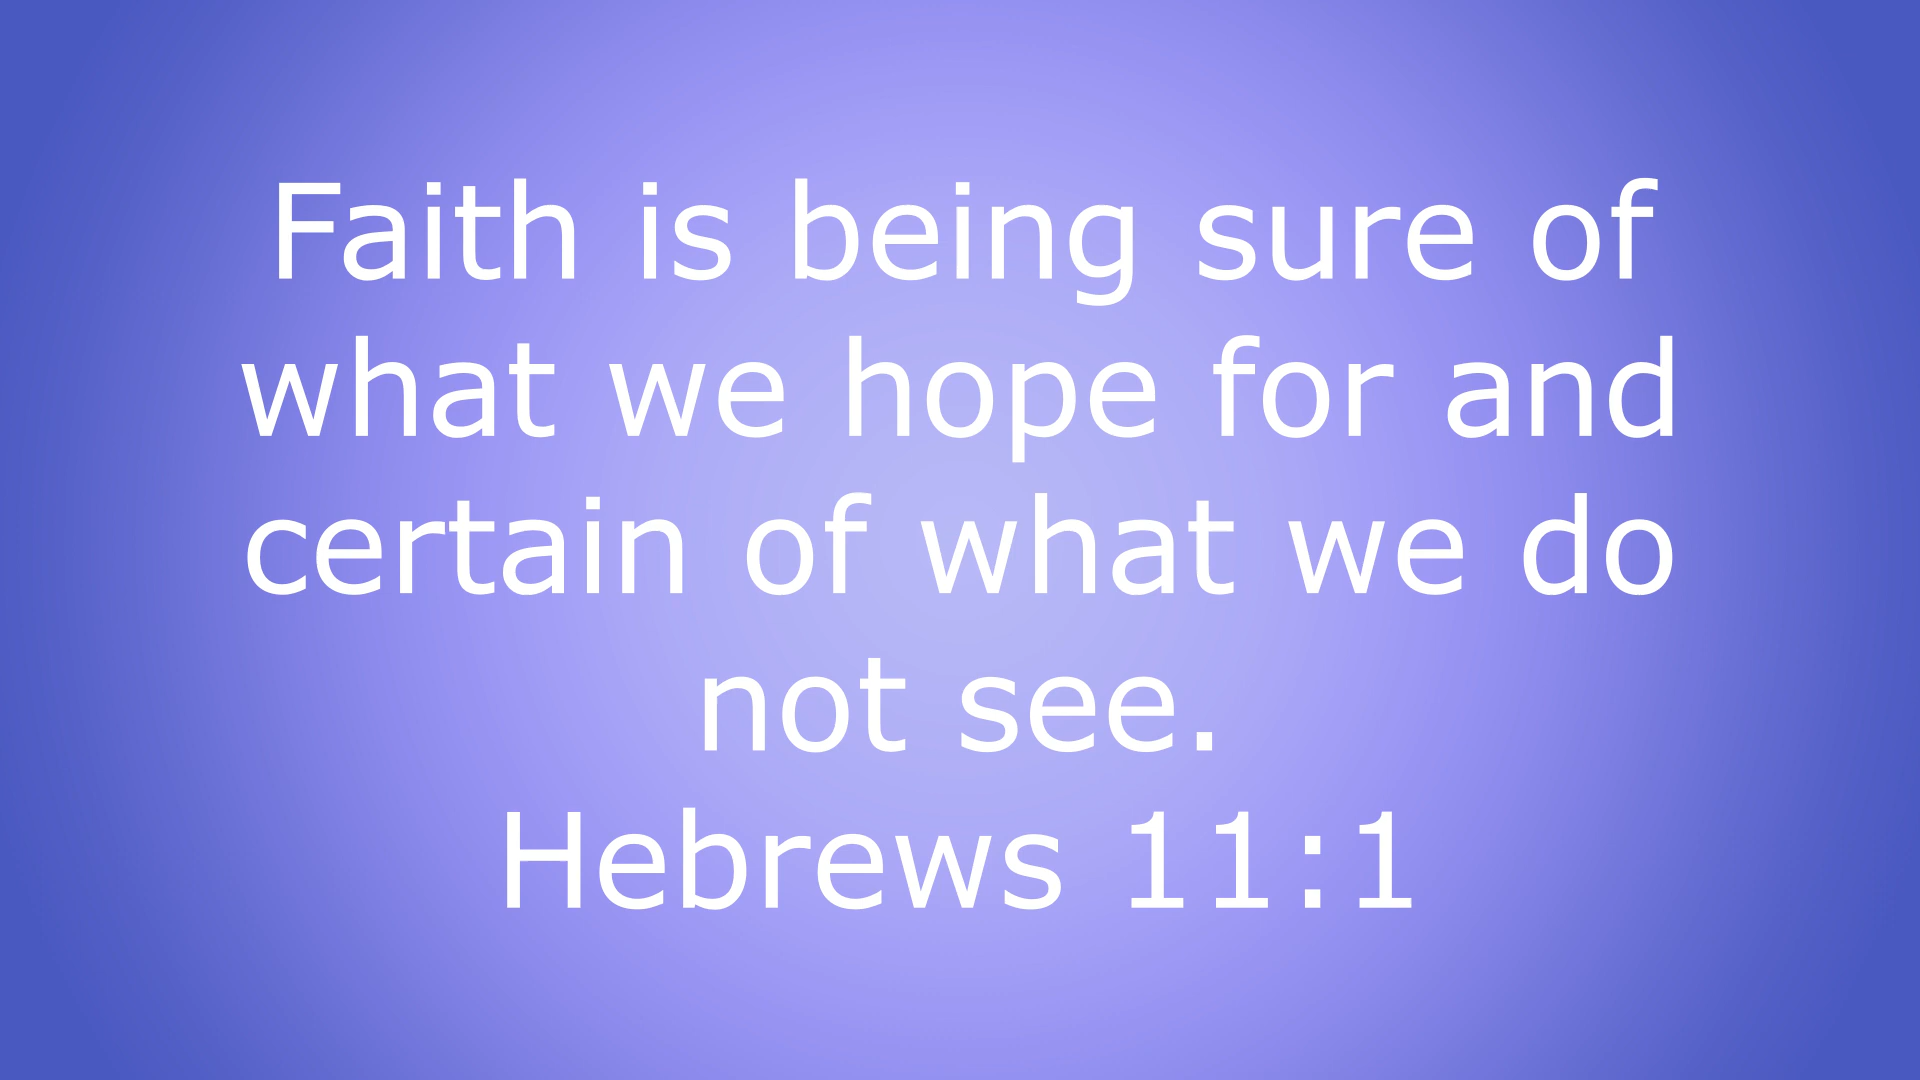 Faith is being sure of
what we hope for and
certain of what we do
not see.
Hebrews 11:1